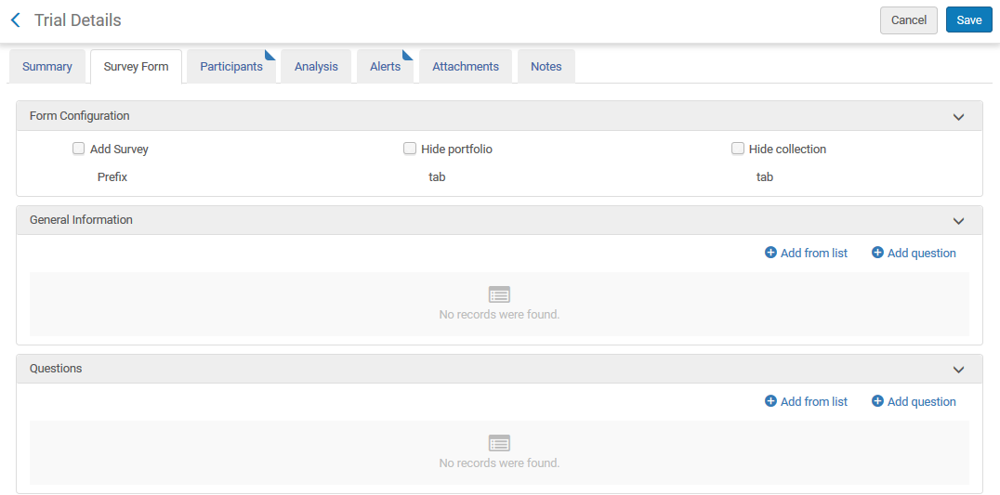 Trial Details
Cancel
Save
Summary
Survey Form
Participants
Analysis
Alerts
Attachments
Notes
Form Configuration
Add Survey
Prefix
Hide portfolio
tab
Hide collection
tab
General Information
Add from list
Add question
No records were found.
Questions
Add from list
Add question
No records were found.